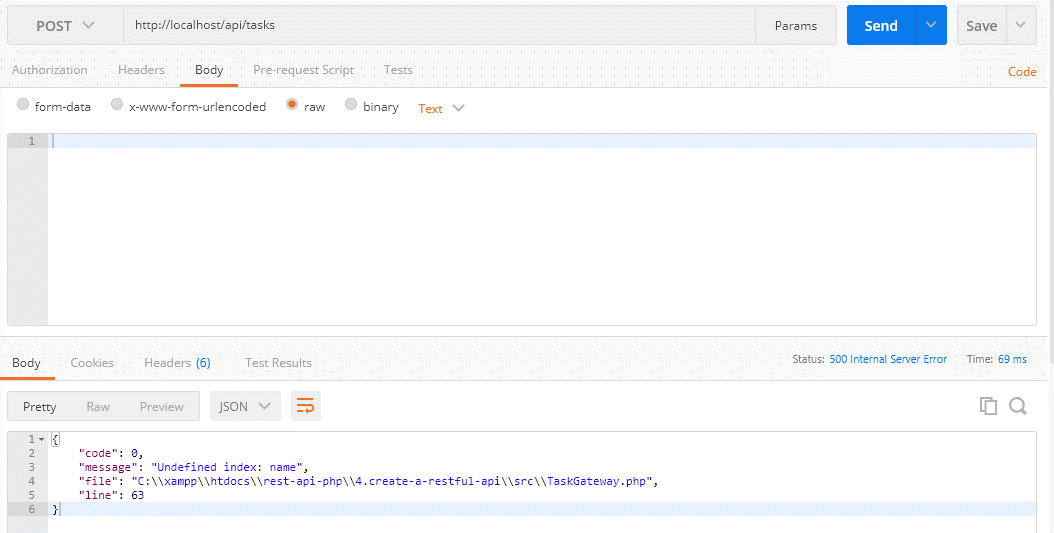 POST http://localhost/api/tasks Params Send Save
Authorization Headers Body Pre-request Script Tests Code
form-data x-www-form-urlencoded raw binary Text
1
Body Cookies Headers (6) Test Results Status: 500 Internal Server Error Time: 69 ms
Pretty Raw Preview JSON
1 {
2 "code": 0,
3 "message": "Undefined index: name",
4 "file": "C:\\xampp\\htdocs\\rest-api-php\\4.create-a-restful-api\\src\\TaskGateway.php",
5 "line": 63
6 }